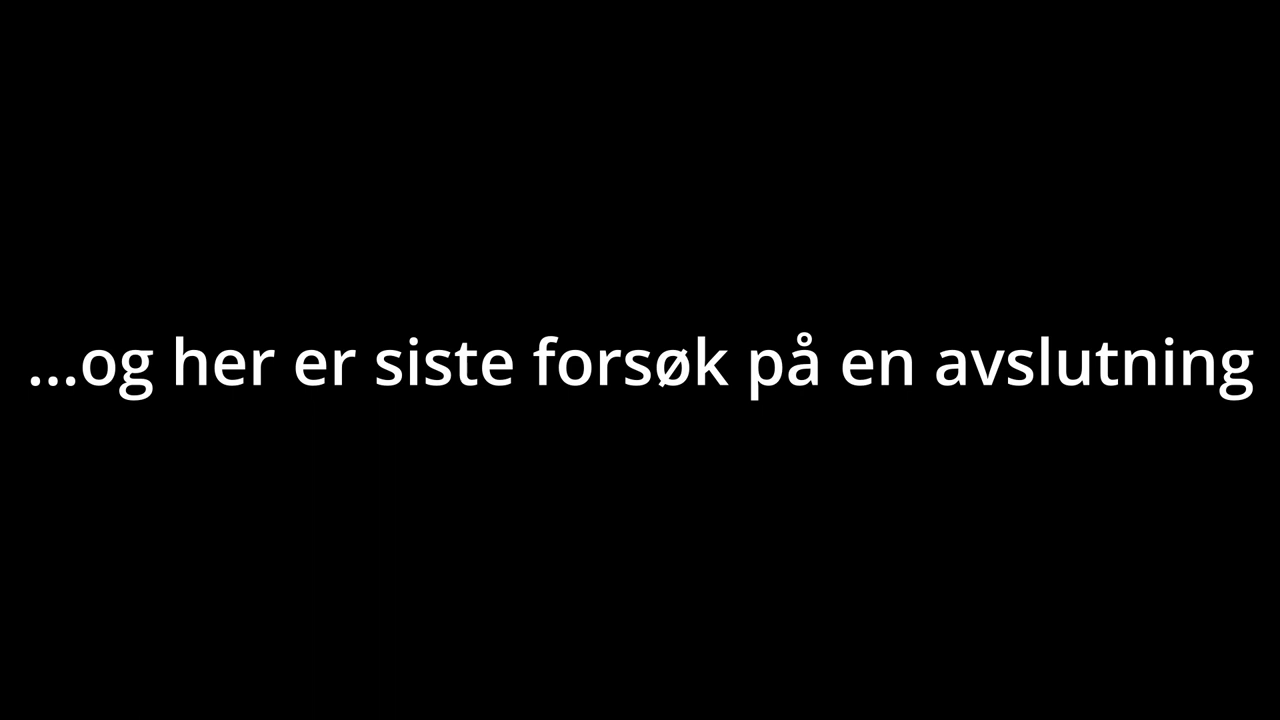 ...og her er siste forsøk på en avslutning